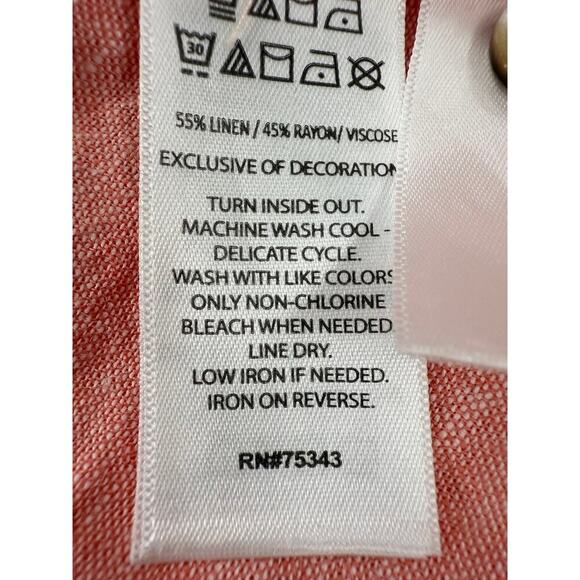 30
55% LINEN / 45% RAYON/ VISCOSE
EXCLUSIVE OF DECORATION
TURN INSIDE OUT.
MACHINE WASH COOL -
DELICATE CYCLE.
WASH WITH LIKE COLORS
ONLY NON-CHLORINE
BLEACH WHEN NEEDED
LINE DRY.
LOW IRON IF NEEDED.
IRON ON REVERSE.
RN#75343